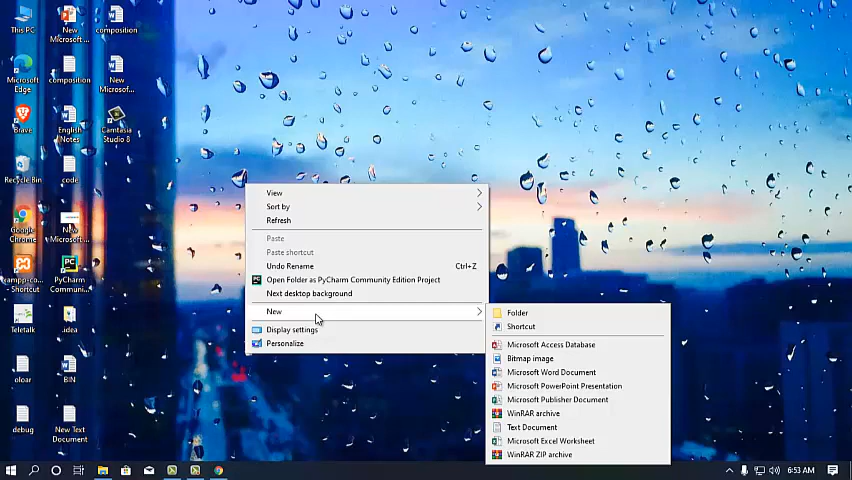 This PC
New
Microsoft ...
composition
Microsoft
Edge
composition
New
Microsof...
Brave
English
Notes
Camtasia
Studio 8
Recycle Bin
code
Google
Chrome
New
Microsof...
xampp-co...
- Shortcut
PyCharm
Communi...
Teletalk
.idea
oloar
BIN
debug
New Text
Document
View
Sort by
Refresh
Paste
Paste shortcut
Undo Rename Ctrl+Z
Open Folder as PyCharm Community Edition Project
Next desktop background
New
Display settings
Personalize
Folder
Shortcut
Microsoft Access Database
Bitmap image
Microsoft Word Document
Microsoft PowerPoint Presentation
Microsoft Publisher Document
WinRAR archive
Text Document
Microsoft Excel Worksheet
WinRAR ZIP archive
6:53 AM